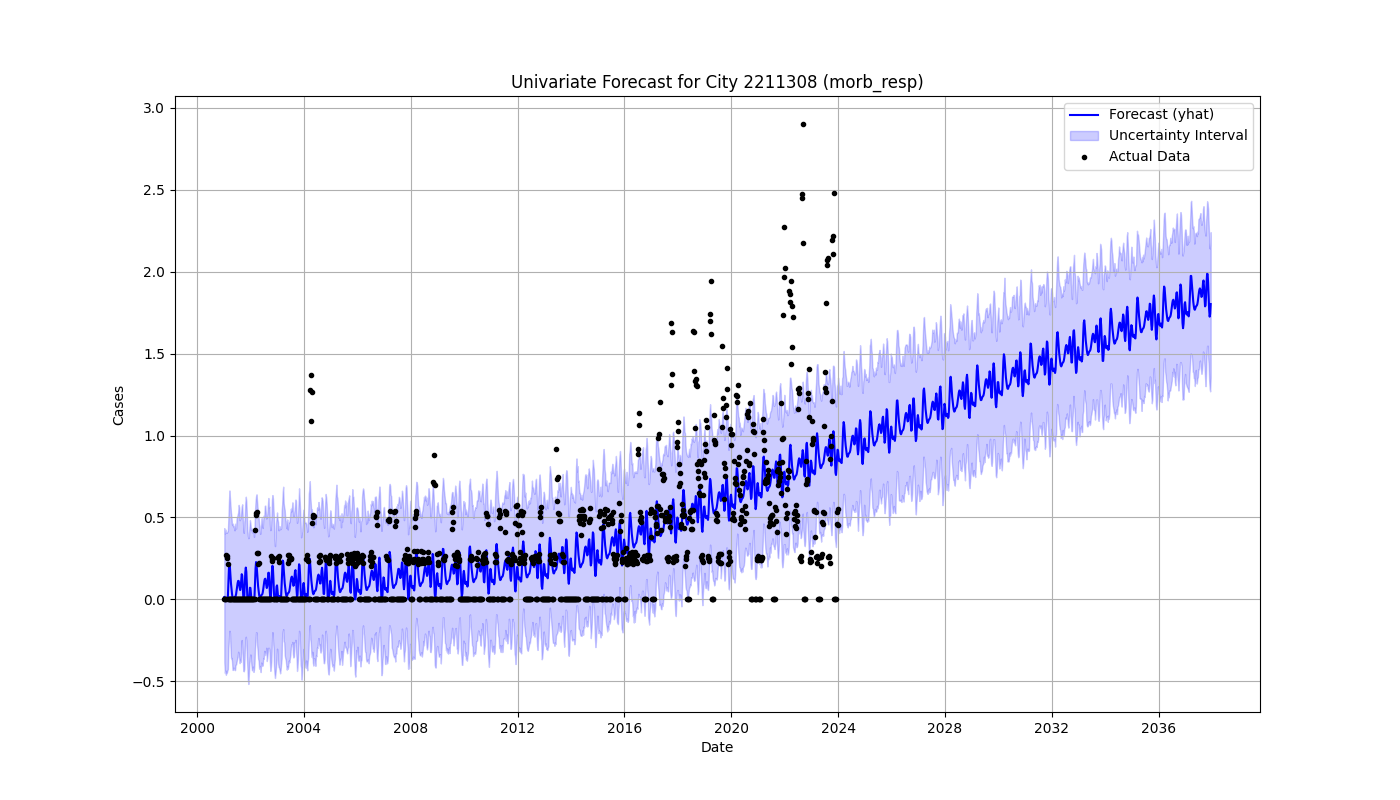 Univariate Forecast for City 2211308 (morb_resp)
Forecast (yhat)
Uncertainty Interval
Actual Data
Cases
3.0
2.5
2.0
1.5
1.0
0.5
0.0
−0.5
2000 2004 2008 2012 2016 2020 2024 2028 2032 2036
Date